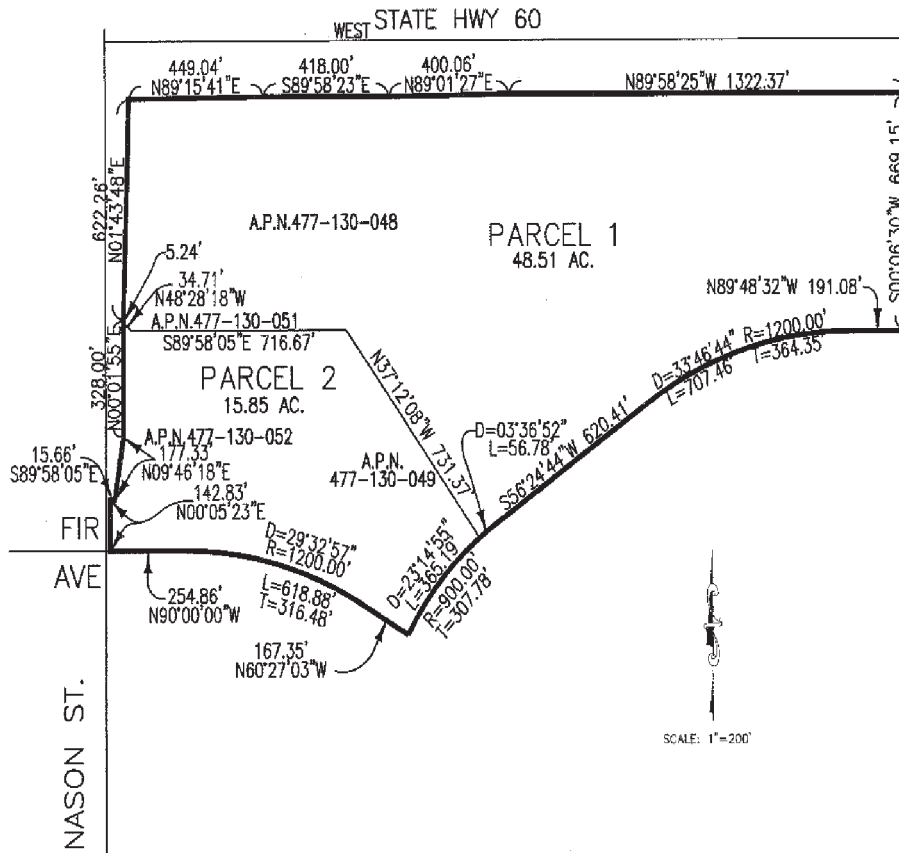 STATE HWY 60
WEST
449.04'
N89°15'41"E
418.00'
S89°58'23"E
400.06'
N89°01'27"E
N89°58'25"W 1322.37'
622.26'
N01°43'48"E
S00°06'30"W 669.15'
A.P.N.477-130-048
PARCEL 1
48.51 AC.
5.24'
34.71'
N48°28'18"W
N89°48'32"W 191.08'
A.P.N.477-130-051
S89°58'05"E 716.67'
D=33°46'44" R=1200.00'
L=707.46' T=364.35'
328.00'
N00°01'55"E
PARCEL 2
15.85 AC.
N37°12'08"W 731.37'
S56°24'44"W 620.41'
D=03°36'52"
L=56.78'
A.P.N.477-130-052
177.33'
N09°46'18"E
15.66'
S89°58'05"E
A.P.N.
477-130-049
142.83'
N00°05'23"E
FIR
AVE
D=29°32'57"
R=1200.00'
L=618.88'
T=316.48'
D=23°14'55"
L=365.19'
R=900.00'
T=307.78'
254.86'
N90°00'00"W
167.35'
N60°27'03"W
NASON ST.
SCALE: 1"=200'